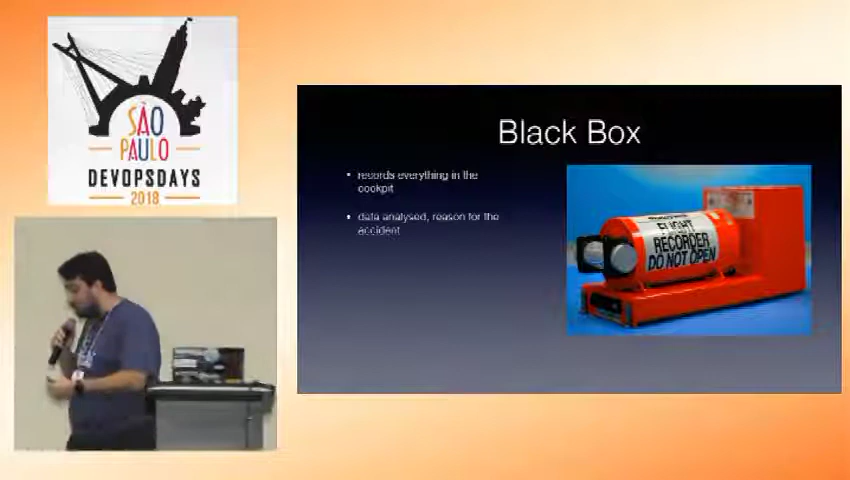 SÃO
PAULO
DEVOPSDAYS
2018
Black Box
• records everything in the
cockpit
• data analysed, reason for the
accident
FLIGHT
RECORDER
DO NOT OPEN